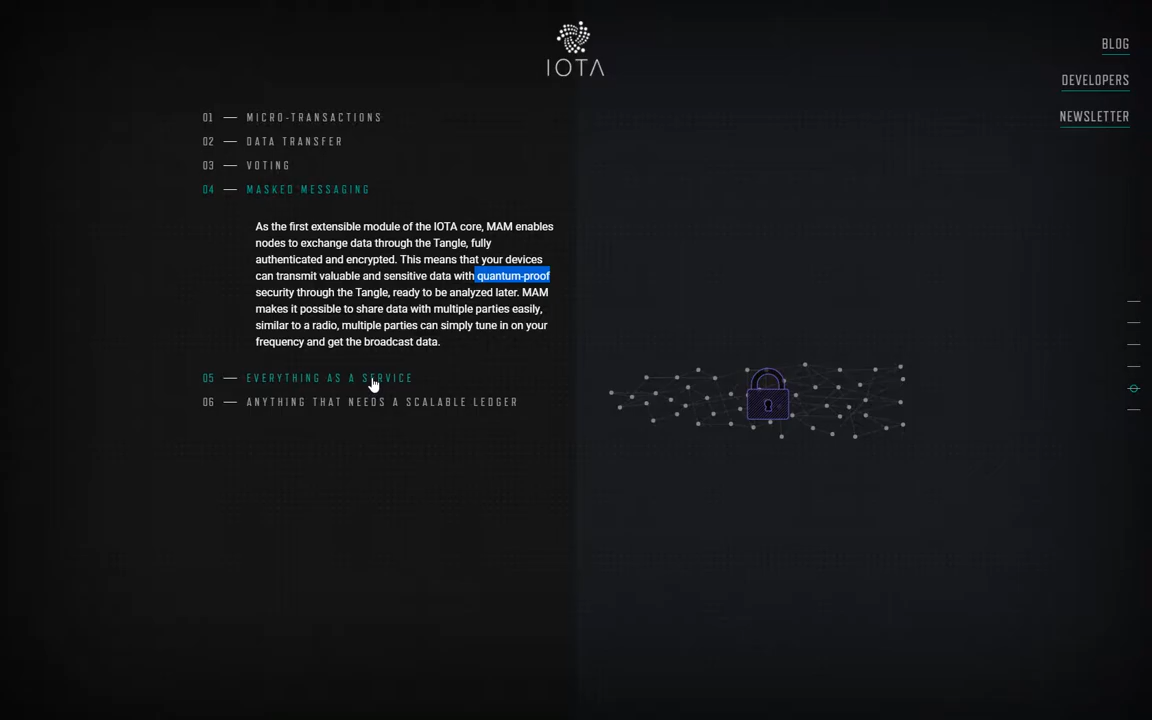 IOTA
BLOG
DEVELOPERS
NEWSLETTER
01 — MICRO-TRANSACTIONS
02 — DATA TRANSFER
03 — VOTING
04 — MASKED MESSAGING
As the first extensible module of the IOTA core, MAM enables
nodes to exchange data through the Tangle, fully
authenticated and encrypted. This means that your devices
can transmit valuable and sensitive data with quantum-proof
security through the Tangle, ready to be analyzed later. MAM
makes it possible to share data with multiple parties easily,
similar to a radio, multiple parties can simply tune in on your
frequency and get the broadcast data.
05 — EVERYTHING AS A SERVICE
06 — ANYTHING THAT NEEDS A SCALABLE LEDGER